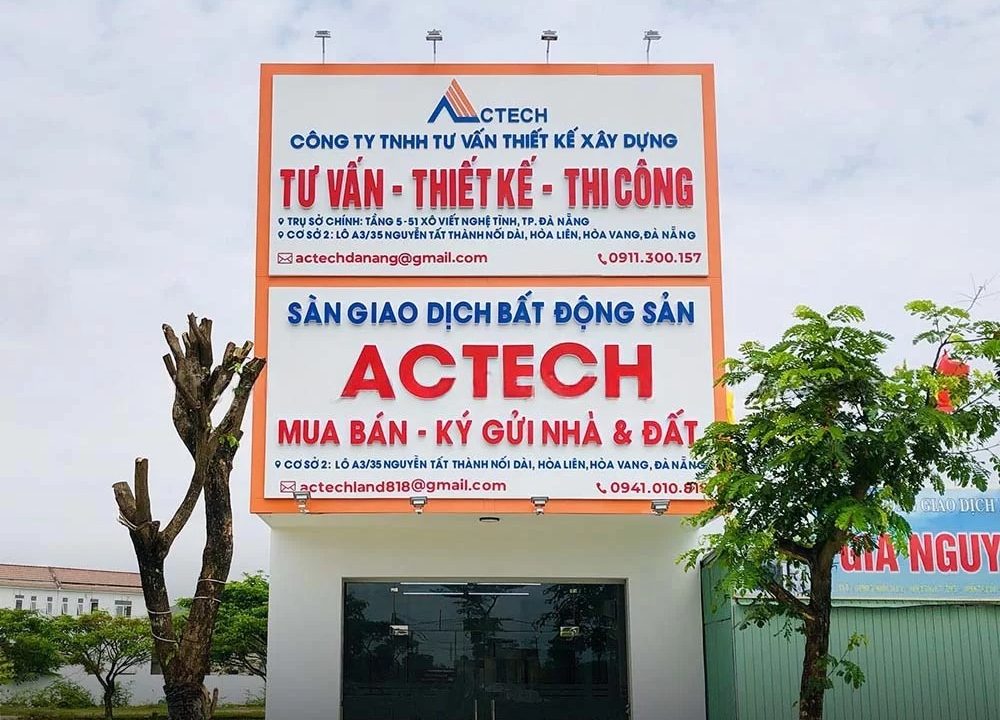 ACTECH
CÔNG TY TNHH TƯ VẤN THIẾT KẾ XÂY DỰNG
TƯ VẤN - THIẾT KẾ - THI CÔNG
TRỤ SỞ CHÍNH: TẦNG 5-51 XÔ VIẾT NGHỆ TĨNH, TP. ĐÀ NẴNG
CƠ SỞ 2: LÔ A3/35 NGUYỄN TẤT THÀNH NỐI DÀI, HÒA LIÊN, HÒA VANG, ĐÀ NẴNG
actechdanang@gmail.com 0911.300.157
SÀN GIAO DỊCH BẤT ĐỘNG SẢN
ACTECH
MUA BÁN - KÝ GỬI NHÀ & ĐẤT
CƠ SỞ 2: LÔ A3/35 NGUYỄN TẤT THÀNH NỐI DÀI, HÒA LIÊN, HÒA VANG, ĐÀ NẴNG
actechland818@gmail.com 0941.010.818
GIAO DỊCH
GIA NGUY